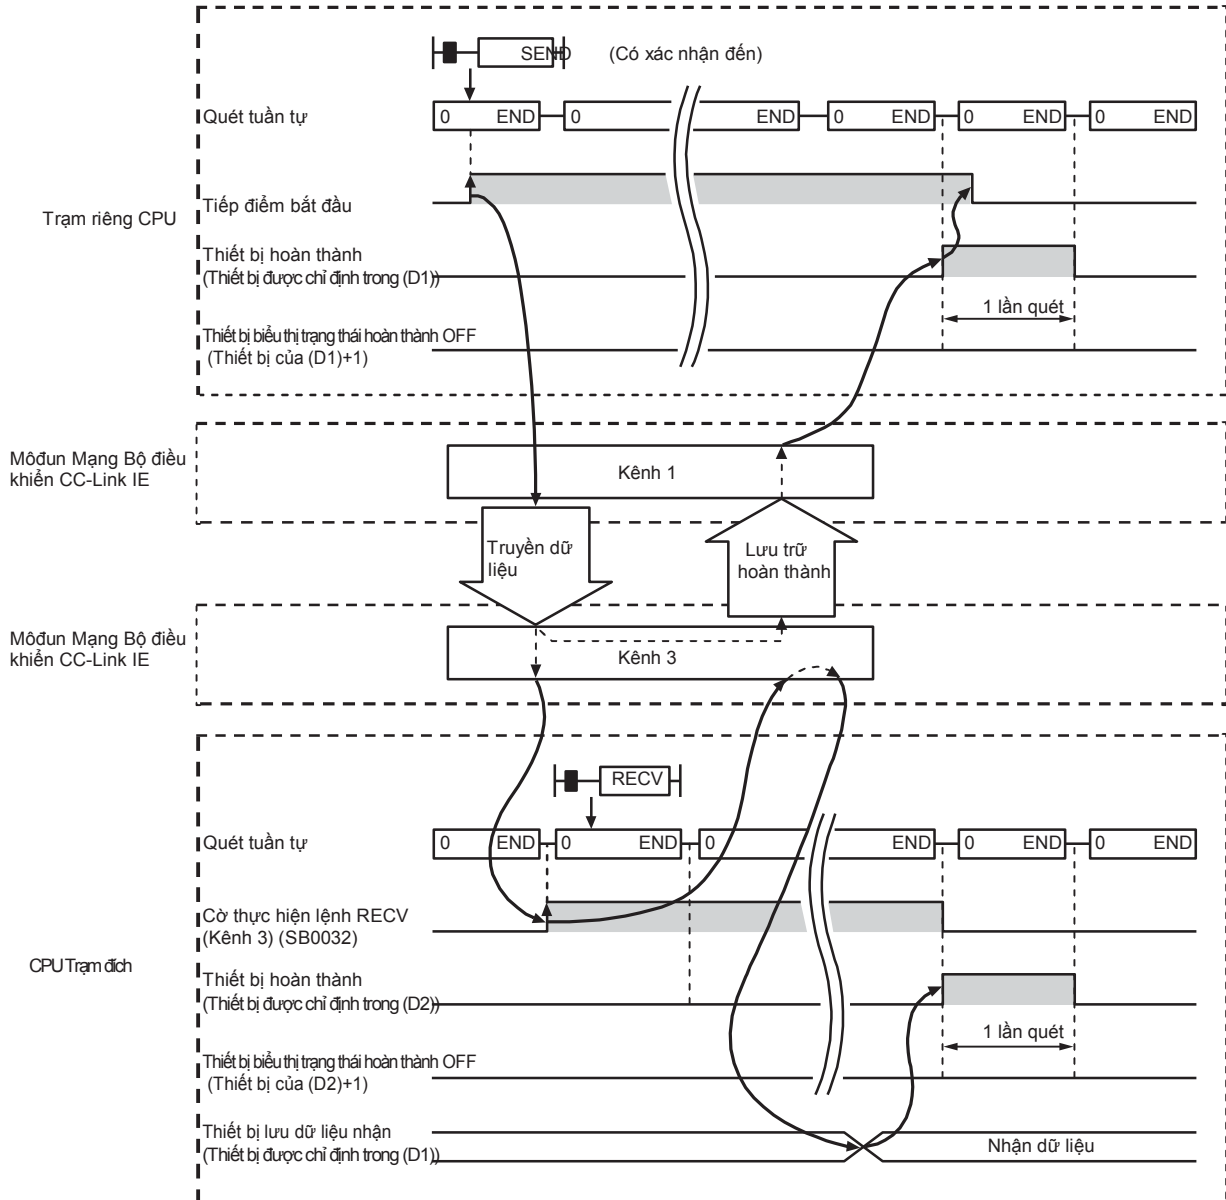 SEND (Có xác nhận đến)
Quét tuần tự
0 END 0 END 0 END 0 END 0 END
Trạm riêng CPU
Tiếp điểm bắt đầu
Thiết bị hoàn thành
(Thiết bị được chỉ định trong (D1))
1 lần quét
Thiết bị biểu thị trạng thái hoàn thành OFF
(Thiết bị của (D1)+1)
Môđun Mạng Bộ điều
khiển CC-Link IE
Kênh 1
Truyền dữ
liệu
Lưu trữ
hoàn thành
Môđun Mạng Bộ điều
khiển CC-Link IE
Kênh 3
RECV
Quét tuần tự
0 END 0 END 0 END 0 END 0 END
Cờ thực hiện lệnh RECV
(Kênh 3) (SB0032)
CPU Trạm đích
Thiết bị hoàn thành
(Thiết bị được chỉ định trong (D2))
1 lần quét
Thiết bị biểu thị trạng thái hoàn thành OFF
(Thiết bị của (D2)+1)
Thiết bị lưu dữ liệu nhận
(Thiết bị được chỉ định trong (D1))
Nhận dữ liệu